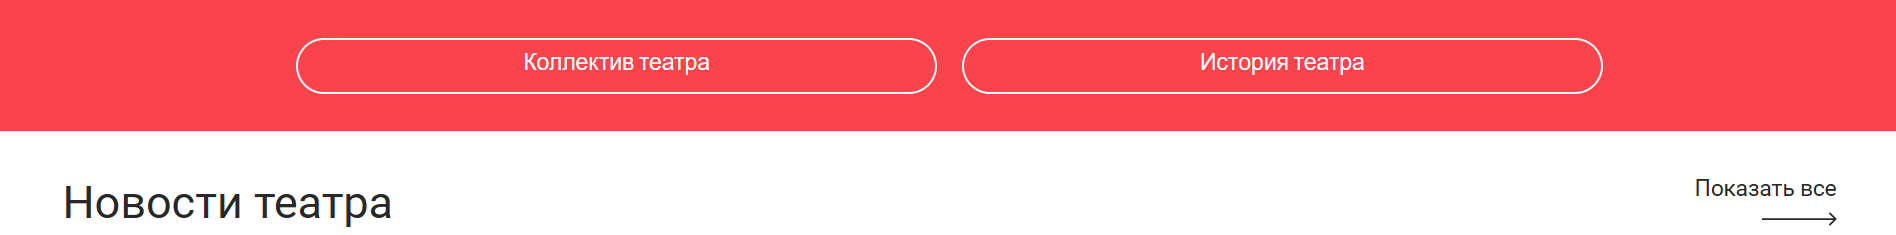 Коллектив театра
История театра
Новости театра
Показать все